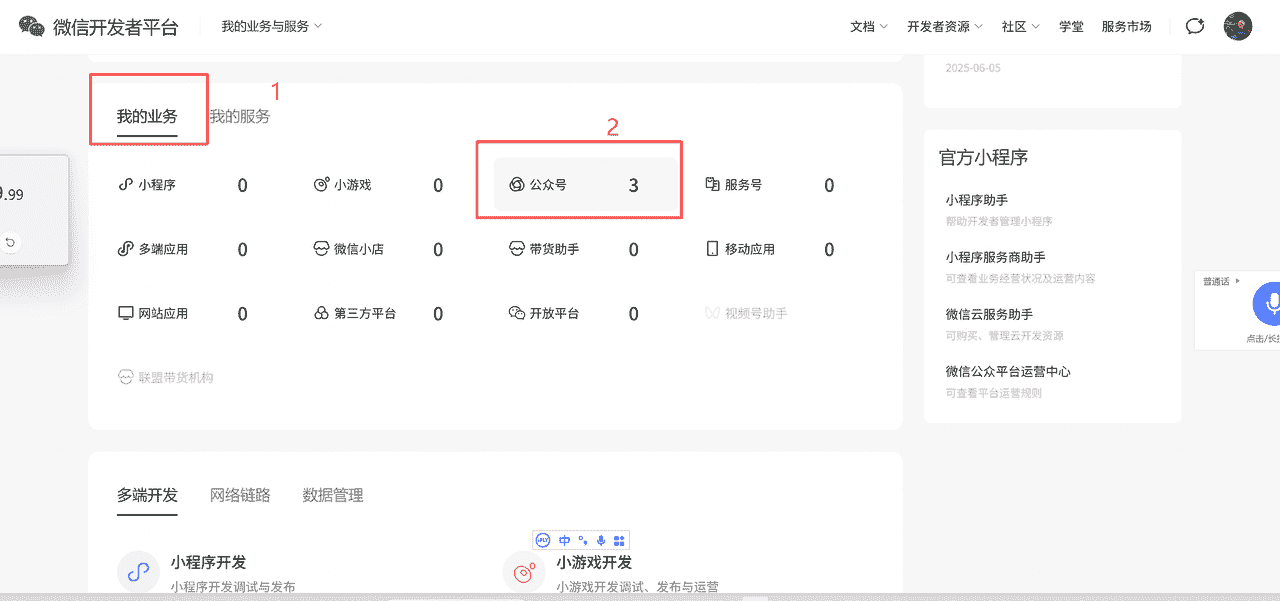 微信开发者平台 我的业务与服务 文档 开发者资源 社区 学堂 服务市场
2025-06-05
1
我的业务 我的服务
2
小程序 0 小游戏 0 公众号 3 服务号 0
多端应用 0 微信小店 0 带货助手 0 移动应用 0
网站应用 0 第三方平台 0 开放平台 0 视频号助手
联盟带货机构
官方小程序
小程序助手
帮助开发者管理小程序
小程序服务商助手
可查看业务经营状况及运营内容
微信云服务助手
可购买、管理云开发资源
微信公众平台运营中心
可查看平台运营规则
9.99
普通话
点击/长按
多端开发 网络链路 数据管理
iFLY 中
小程序开发
小程序开发调试与发布
小游戏开发
小游戏开发调试、发布与运营